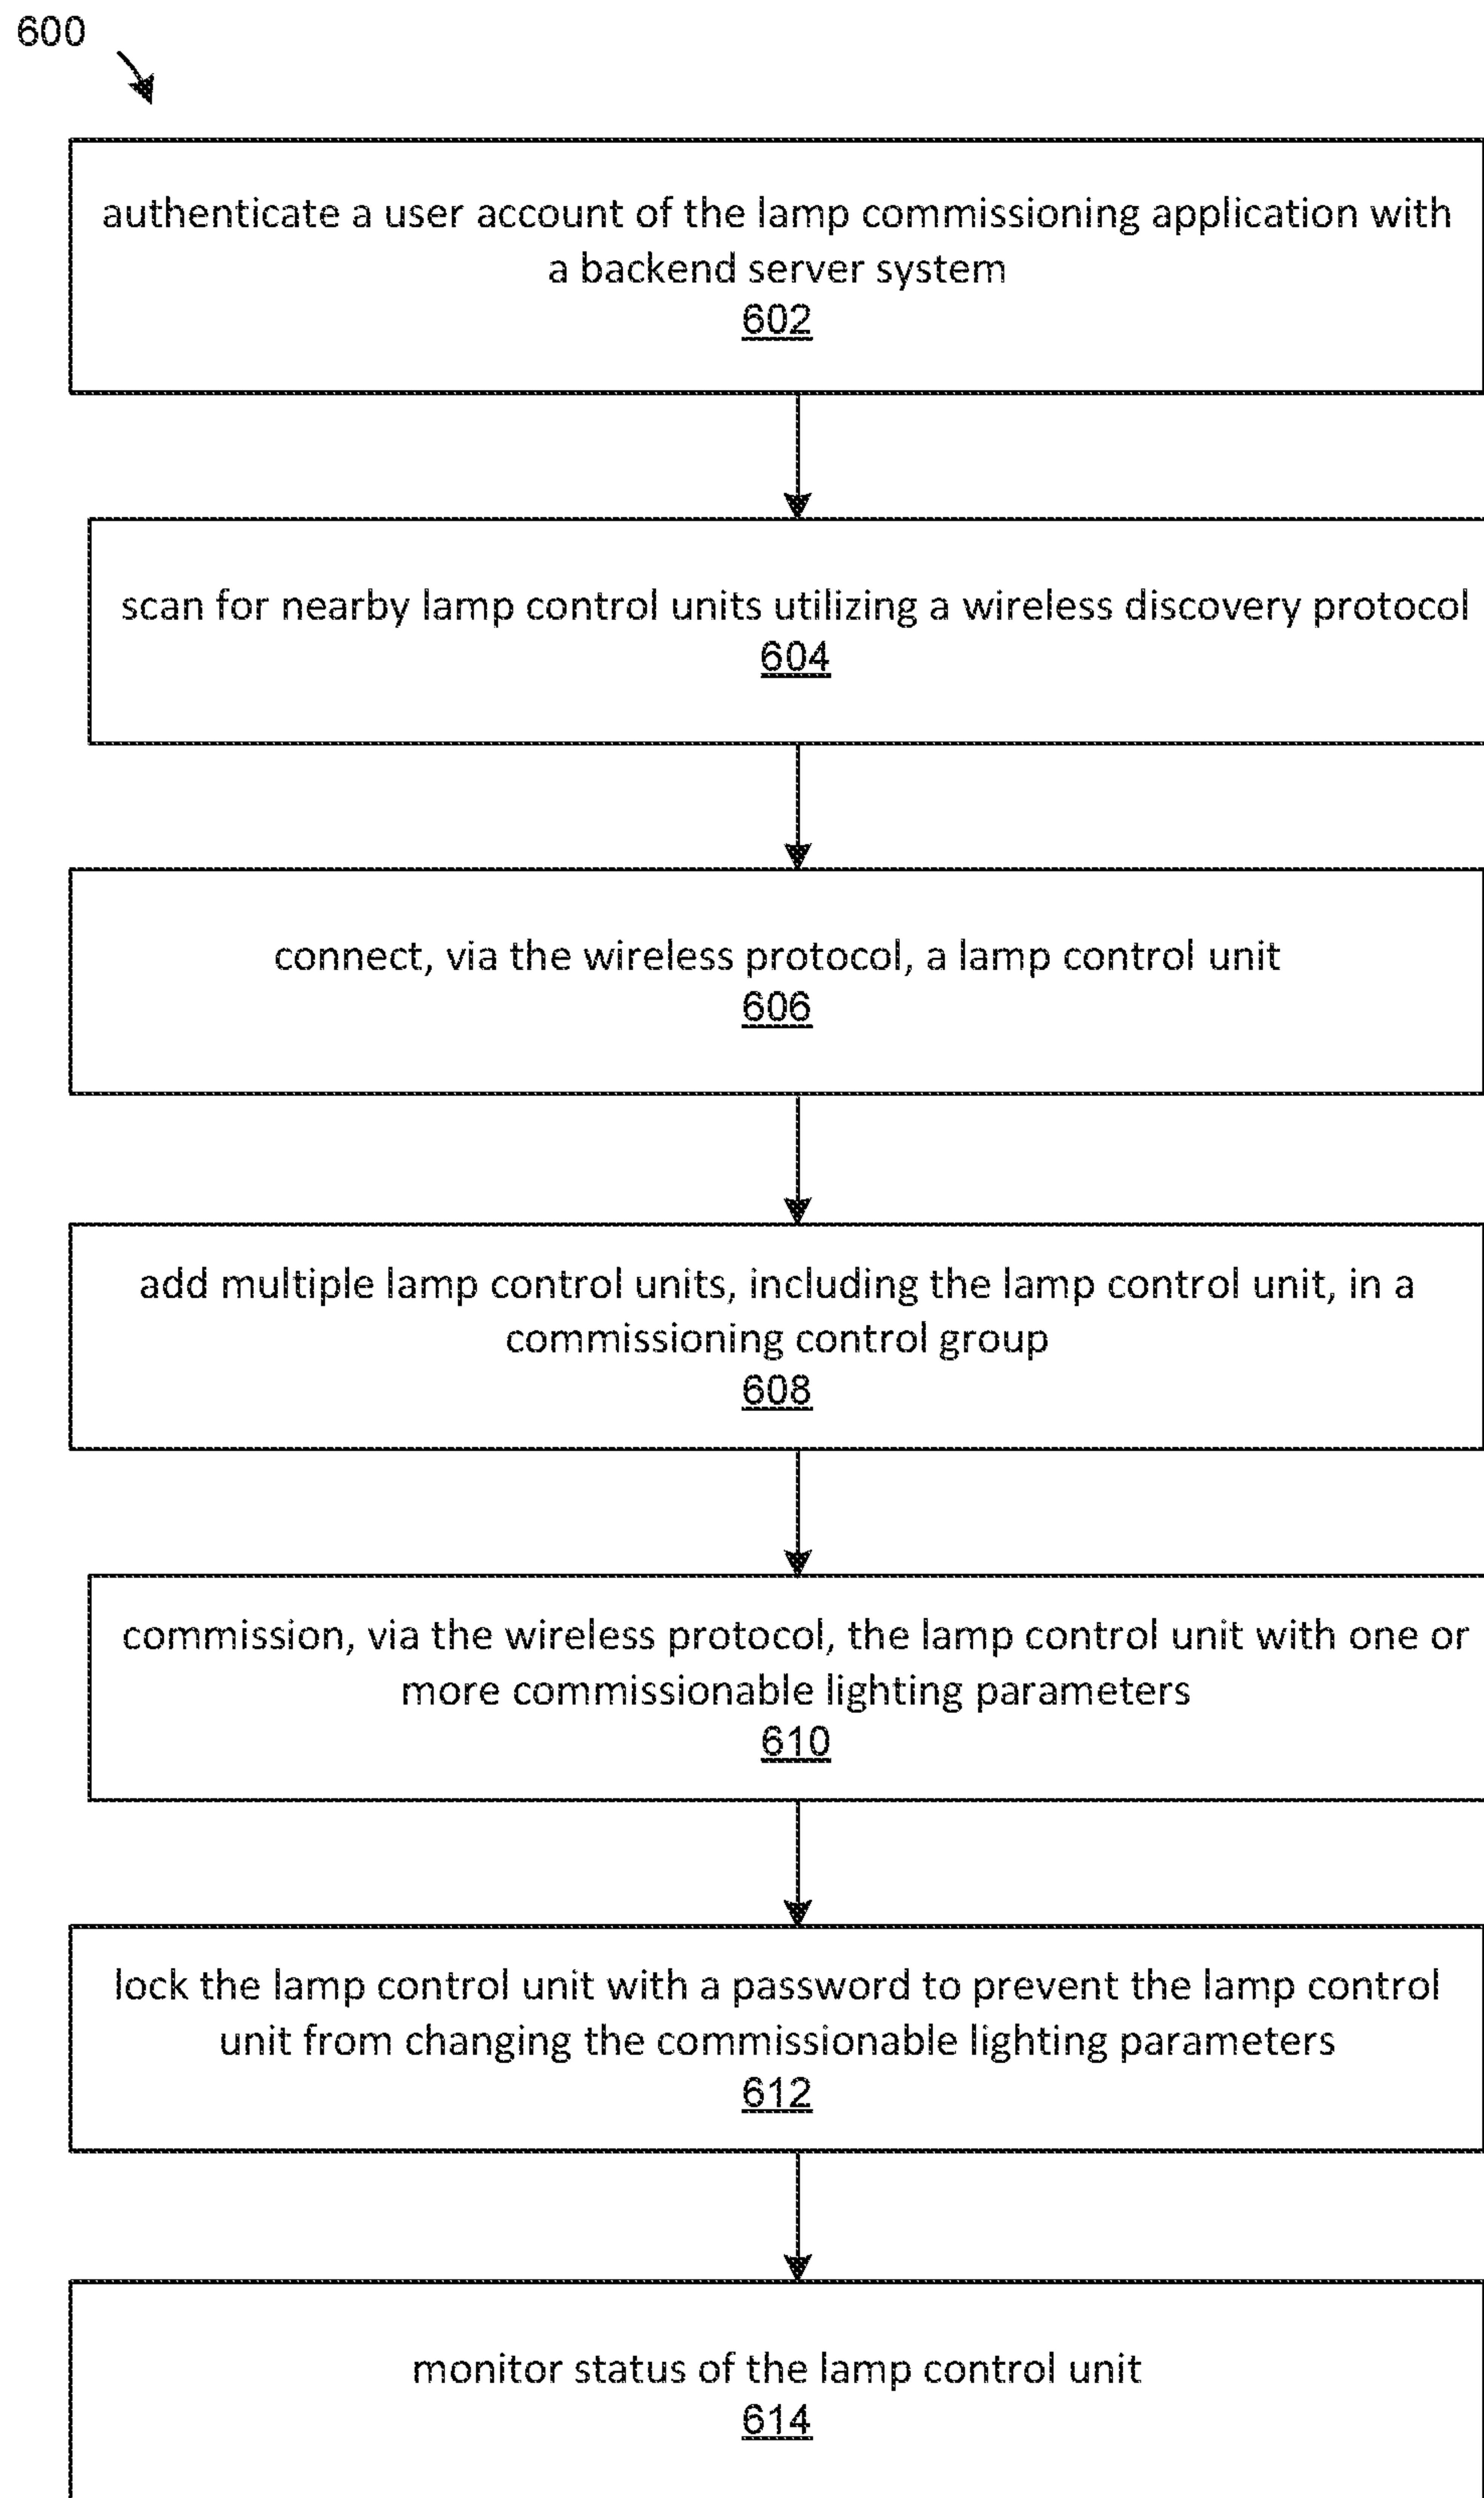 600
authenticate a user account of the lamp commissioning application with
a backend server system
602
scan for nearby lamp control units utilizing a wireless discovery protocol
604
connect, via the wireless protocol, a lamp control unit
606
add multiple lamp control units, including the lamp control unit, in a
commissioning control group
608
commission, via the wireless protocol, the lamp control unit with one or
more commissionable lighting parameters
610
lock the lamp control unit with a password to prevent the lamp control
unit from changing the commissionable lighting parameters
612
monitor status of the lamp control unit
614